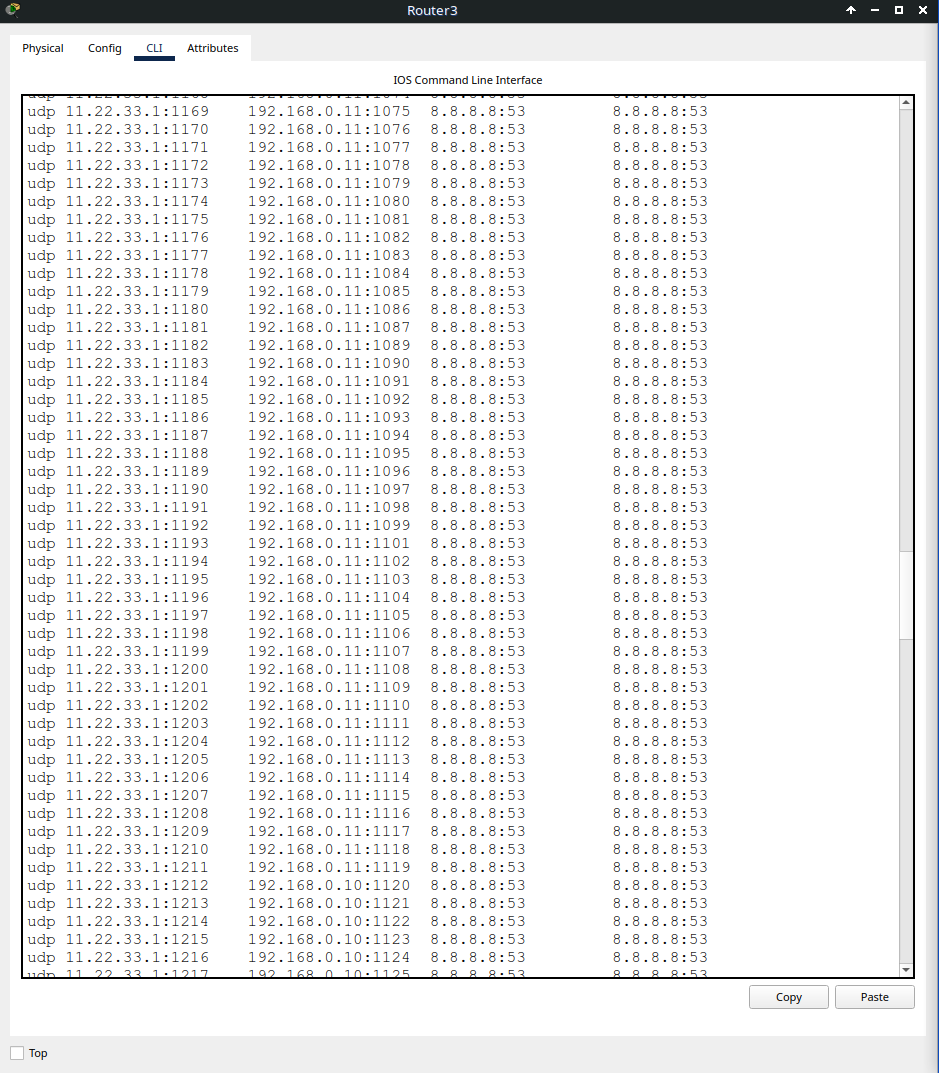 Router3
Physical Config CLI Attributes
IOS Command Line Interface
udp 11.22.33.1:1169 192.168.0.11:1075 8.8.8.8:53 8.8.8.8:53
udp 11.22.33.1:1170 192.168.0.11:1076 8.8.8.8:53 8.8.8.8:53
udp 11.22.33.1:1171 192.168.0.11:1077 8.8.8.8:53 8.8.8.8:53
udp 11.22.33.1:1172 192.168.0.11:1078 8.8.8.8:53 8.8.8.8:53
udp 11.22.33.1:1173 192.168.0.11:1079 8.8.8.8:53 8.8.8.8:53
udp 11.22.33.1:1174 192.168.0.11:1080 8.8.8.8:53 8.8.8.8:53
udp 11.22.33.1:1175 192.168.0.11:1081 8.8.8.8:53 8.8.8.8:53
udp 11.22.33.1:1176 192.168.0.11:1082 8.8.8.8:53 8.8.8.8:53
udp 11.22.33.1:1177 192.168.0.11:1083 8.8.8.8:53 8.8.8.8:53
udp 11.22.33.1:1178 192.168.0.11:1084 8.8.8.8:53 8.8.8.8:53
udp 11.22.33.1:1179 192.168.0.11:1085 8.8.8.8:53 8.8.8.8:53
udp 11.22.33.1:1180 192.168.0.11:1086 8.8.8.8:53 8.8.8.8:53
udp 11.22.33.1:1181 192.168.0.11:1087 8.8.8.8:53 8.8.8.8:53
udp 11.22.33.1:1182 192.168.0.11:1089 8.8.8.8:53 8.8.8.8:53
udp 11.22.33.1:1183 192.168.0.11:1090 8.8.8.8:53 8.8.8.8:53
udp 11.22.33.1:1184 192.168.0.11:1091 8.8.8.8:53 8.8.8.8:53
udp 11.22.33.1:1185 192.168.0.11:1092 8.8.8.8:53 8.8.8.8:53
udp 11.22.33.1:1186 192.168.0.11:1093 8.8.8.8:53 8.8.8.8:53
udp 11.22.33.1:1187 192.168.0.11:1094 8.8.8.8:53 8.8.8.8:53
udp 11.22.33.1:1188 192.168.0.11:1095 8.8.8.8:53 8.8.8.8:53
udp 11.22.33.1:1189 192.168.0.11:1096 8.8.8.8:53 8.8.8.8:53
udp 11.22.33.1:1190 192.168.0.11:1097 8.8.8.8:53 8.8.8.8:53
udp 11.22.33.1:1191 192.168.0.11:1098 8.8.8.8:53 8.8.8.8:53
udp 11.22.33.1:1192 192.168.0.11:1099 8.8.8.8:53 8.8.8.8:53
udp 11.22.33.1:1193 192.168.0.11:1101 8.8.8.8:53 8.8.8.8:53
udp 11.22.33.1:1194 192.168.0.11:1102 8.8.8.8:53 8.8.8.8:53
udp 11.22.33.1:1195 192.168.0.11:1103 8.8.8.8:53 8.8.8.8:53
udp 11.22.33.1:1196 192.168.0.11:1104 8.8.8.8:53 8.8.8.8:53
udp 11.22.33.1:1197 192.168.0.11:1105 8.8.8.8:53 8.8.8.8:53
udp 11.22.33.1:1198 192.168.0.11:1106 8.8.8.8:53 8.8.8.8:53
udp 11.22.33.1:1199 192.168.0.11:1107 8.8.8.8:53 8.8.8.8:53
udp 11.22.33.1:1200 192.168.0.11:1108 8.8.8.8:53 8.8.8.8:53
udp 11.22.33.1:1201 192.168.0.11:1109 8.8.8.8:53 8.8.8.8:53
udp 11.22.33.1:1202 192.168.0.11:1110 8.8.8.8:53 8.8.8.8:53
udp 11.22.33.1:1203 192.168.0.11:1111 8.8.8.8:53 8.8.8.8:53
udp 11.22.33.1:1204 192.168.0.11:1112 8.8.8.8:53 8.8.8.8:53
udp 11.22.33.1:1205 192.168.0.11:1113 8.8.8.8:53 8.8.8.8:53
udp 11.22.33.1:1206 192.168.0.11:1114 8.8.8.8:53 8.8.8.8:53
udp 11.22.33.1:1207 192.168.0.11:1115 8.8.8.8:53 8.8.8.8:53
udp 11.22.33.1:1208 192.168.0.11:1116 8.8.8.8:53 8.8.8.8:53
udp 11.22.33.1:1209 192.168.0.11:1117 8.8.8.8:53 8.8.8.8:53
udp 11.22.33.1:1210 192.168.0.11:1118 8.8.8.8:53 8.8.8.8:53
udp 11.22.33.1:1211 192.168.0.11:1119 8.8.8.8:53 8.8.8.8:53
udp 11.22.33.1:1212 192.168.0.10:1120 8.8.8.8:53 8.8.8.8:53
udp 11.22.33.1:1213 192.168.0.10:1121 8.8.8.8:53 8.8.8.8:53
udp 11.22.33.1:1214 192.168.0.10:1122 8.8.8.8:53 8.8.8.8:53
udp 11.22.33.1:1215 192.168.0.10:1123 8.8.8.8:53 8.8.8.8:53
udp 11.22.33.1:1216 192.168.0.10:1124 8.8.8.8:53 8.8.8.8:53
udp 11.22.33.1:1217 192.168.0.10:1125 8.8.8.8:53 8.8.8.8:53
Copy Paste
Top